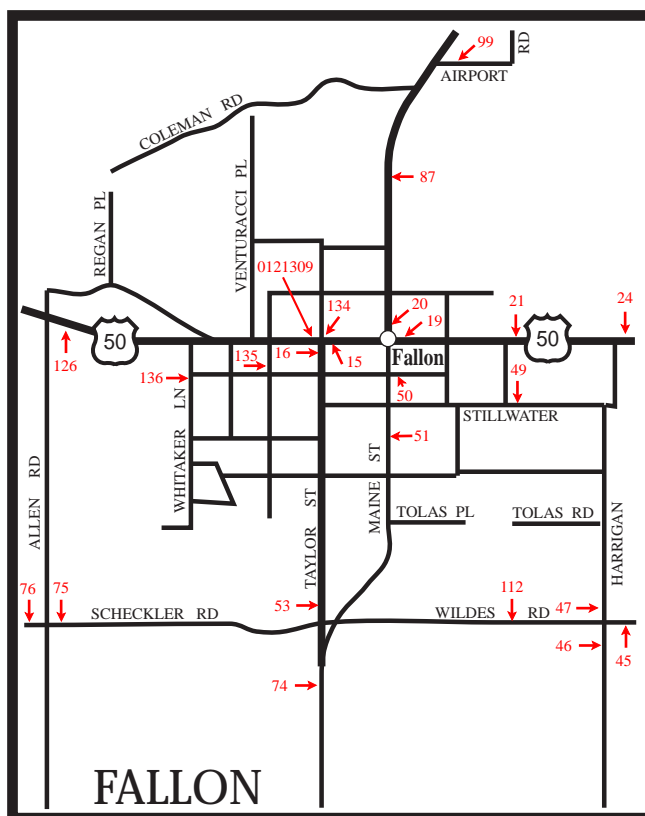 99
RD
AIRPORT
COLEMAN RD
87
REGAN PL
VENTURACCI PL
0121309
134
20
19
21
24
50
50
126
135
16
15
Fallon
136
49
50
STILLWATER
51
WHITAKER LN
ALLEN RD
TAYLOR ST
MAINE ST
TOLAS PL
TOLAS RD
HARRIGAN
76
75
53
112
47
SCHECKLER RD
WILDES RD
46
45
74
FALLON